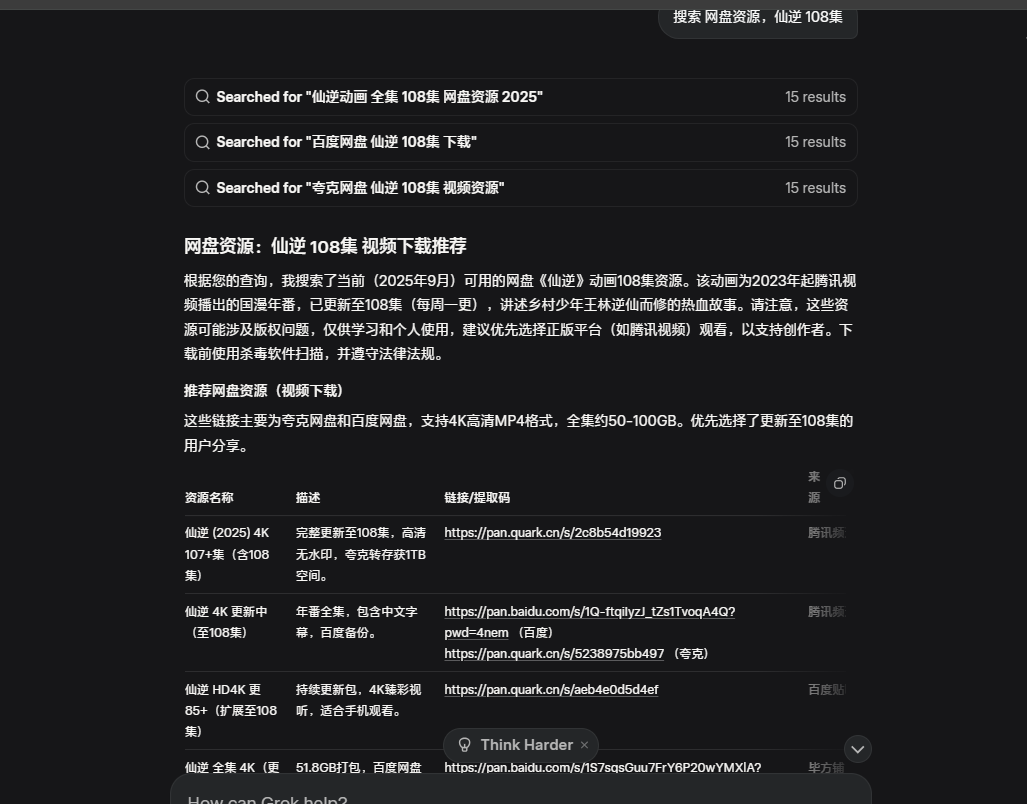 搜索 网盘资源，仙逆 108集
Searched for "仙逆动画 全集 108集 网盘资源 2025"
15 results
Searched for "百度网盘 仙逆 108集 下载"
15 results
Searched for "夸克网盘 仙逆 108集 视频资源"
15 results
网盘资源：仙逆 108集 视频下载推荐
根据您的查询，我搜索了当前（2025年9月）可用的网盘《仙逆》动画108集资源。该动画为2023年起腾讯视
频播出的国漫年番，已更新至108集（每周一更），讲述乡村少年王林逆仙而修的热血故事。请注意，这些资
源可能涉及版权问题，仅供学习和个人使用，建议优先选择正版平台（如腾讯视频）观看，以支持创作者。下
载前使用杀毒软件扫描，并遵守法律法规。
推荐网盘资源（视频下载）
这些链接主要为夸克网盘和百度网盘，支持4K高清MP4格式，全集约50-100GB。优先选择了更新至108集的
用户分享。
资源名称
描述
链接/提取码
来
源
仙逆 (2025) 4K
107+集（含108
集）
完整更新至108集，高清
无水印，夸克转存获1TB
空间。
https://pan.quark.cn/s/2c8b54d19923
腾讯频
仙逆 4K 更新中
（至108集）
年番全集，包含中文字
幕，百度备份。
https://pan.baidu.com/s/1Q-ftqilyzJ_tZs1TvoqA4Q?
pwd=4nem （百度）
https://pan.quark.cn/s/5238975bb497 （夸克）
腾讯频
仙逆 HD4K 更
85+（扩展至108
集）
持续更新包，4K臻彩视
听，适合手机观看。
https://pan.quark.cn/s/aeb4e0d5d4ef
百度贴
Think Harder ×
仙逆 全集 4K（更
51.8GB打包，百度网盘
https://pan.baidu.com/s/1S7sqsGuu7FrY6P20wYMXlA?
毕方铺
How can Grok help?